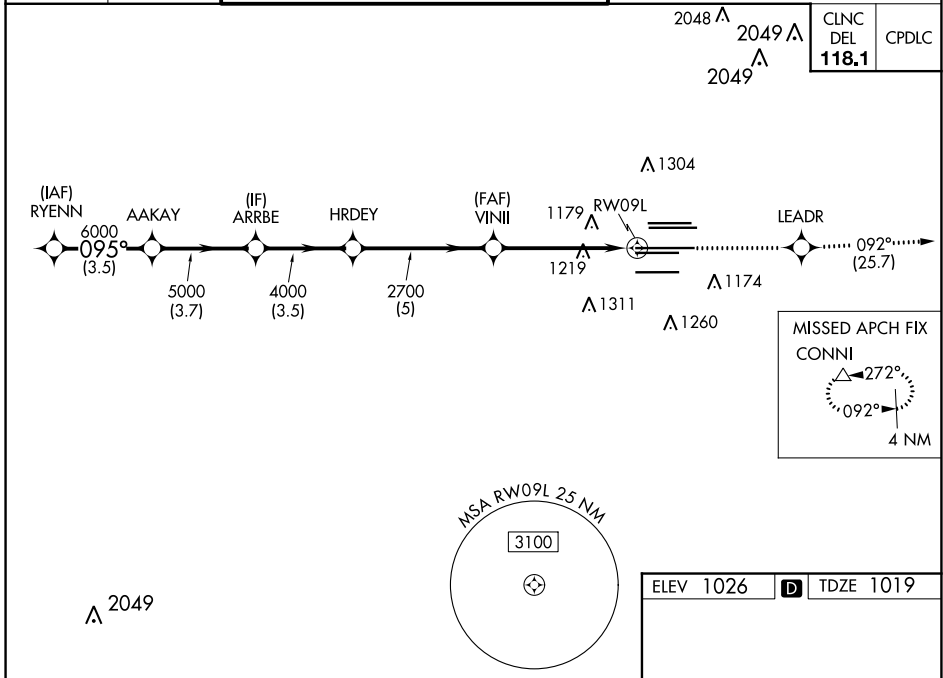 2048
2049
2049
CLNC
DEL
118.1
CPDLC
1304
(IAF)
RYENN
AAKAY
(IF)
ARRBE
HRDEY
(FAF)
VINII
1179
RW09L
LEADR
6000
095°
(3.5)
5000
(3.7)
4000
(3.5)
2700
(5)
1219
092°
(25.7)
1174
1311
1260
MISSED APCH FIX
CONNI
272°
092°
4 NM
MSA RW09L 25 NM
3100
2049
ELEV 1026 D TDZE 1019